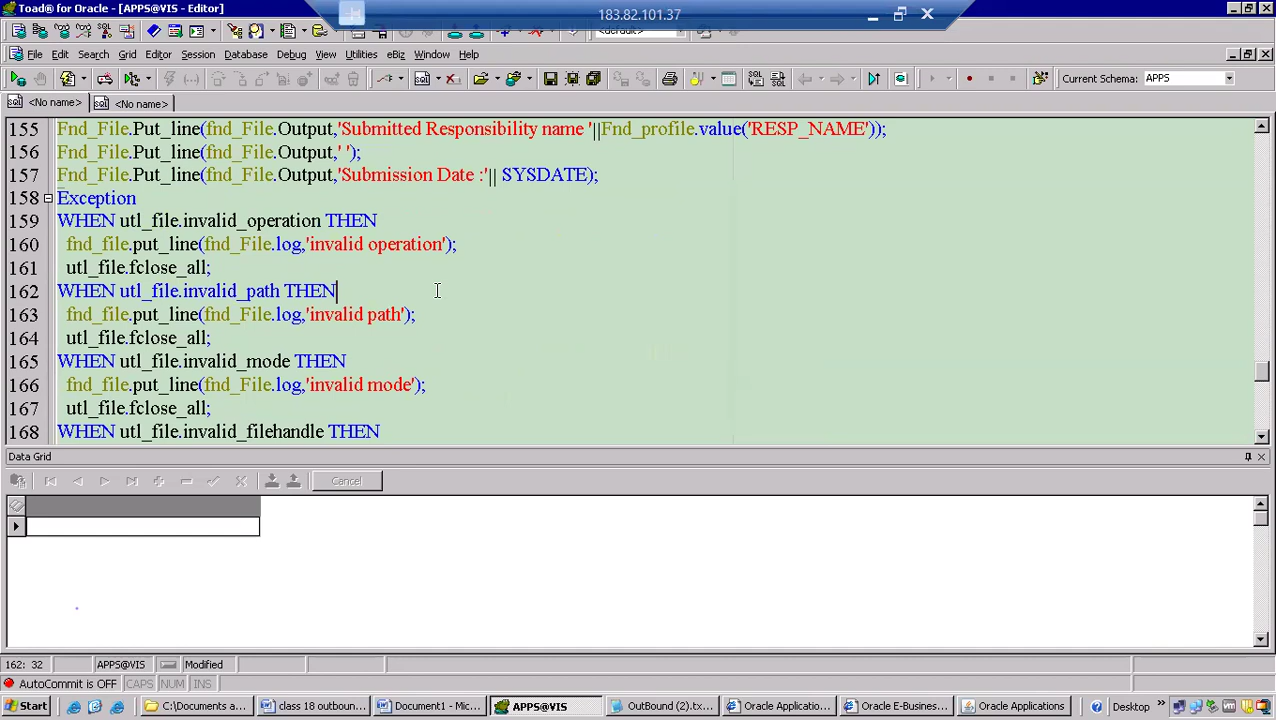 Toad® for Oracle - [APPS@VIS - Editor]
183.82.101.37
<default>
File Edit Search Grid Editor Session Database Debug View Utilities eBiz Window Help
Current Schema: APPS
<No name> <No name>
155 Fnd_File.Put_line(fnd_File.Output,'Submitted Responsibility name '||Fnd_profile.value('RESP_NAME'));
156 Fnd_File.Put_line(fnd_File.Output,' ');
157 Fnd_File.Put_line(fnd_File.Output,'Submission Date :'|| SYSDATE);
158 Exception
159 WHEN utl_file.invalid_operation THEN
160 fnd_file.put_line(fnd_File.log,'invalid operation');
161 utl_file.fclose_all;
162 WHEN utl_file.invalid_path THEN
163 fnd_file.put_line(fnd_File.log,'invalid path');
164 utl_file.fclose_all;
165 WHEN utl_file.invalid_mode THEN
166 fnd_file.put_line(fnd_File.log,'invalid mode');
167 utl_file.fclose_all;
168 WHEN utl_file.invalid_filehandle THEN
Data Grid
Cancel
162: 32 APPS@VIS Modified
AutoCommit is OFF CAPS NUM INS
Start C:\Documents a... class 18 outboun... Document1 - Mic... APPS@VIS OutBound (2).tx... Oracle Applicatio... Oracle E-Business... Oracle Applications Desktop »